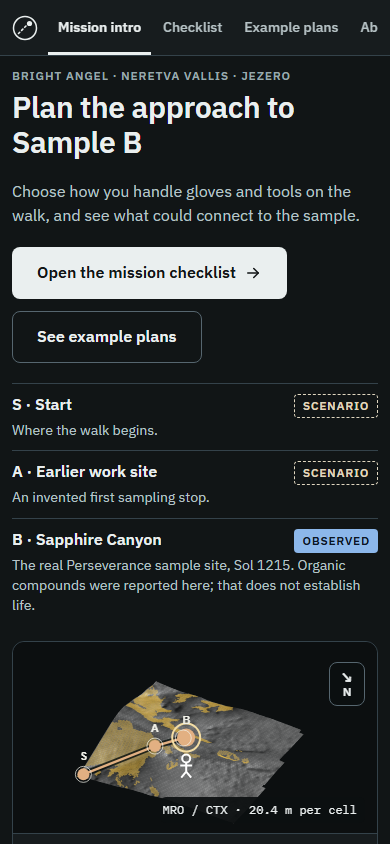 Mission intro Checklist Example plans Ab
BRIGHT ANGEL · NERETVA VALLIS · JEZERO
Plan the approach to
Sample B
Choose how you handle gloves and tools on the
walk, and see what could connect to the sample.
Open the mission checklist →
See example plans
S · Start SCENARIO
Where the walk begins.
A · Earlier work site SCENARIO
An invented first sampling stop.
B · Sapphire Canyon OBSERVED
The real Perseverance sample site, Sol 1215. Organic
compounds were reported here; that does not establish
life.
↘
N
B
A
S
MRO / CTX · 20.4 m per cell